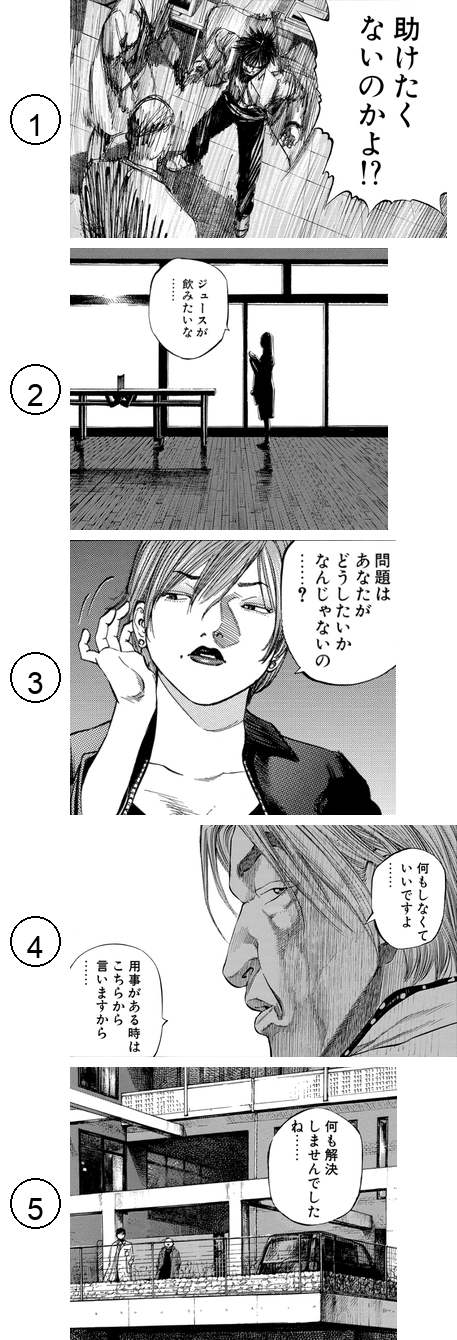 1
助けたく
ないのかよ!?
2
ジュースが
飲みたいな
……
3
問題は
あなたが
どうしたいか
なんじゃないの
……?
4
何もしなくて
いいですよ
……
用事がある時は
こちらから
言いますから
……
5
何も解決
しませんでした
ね……